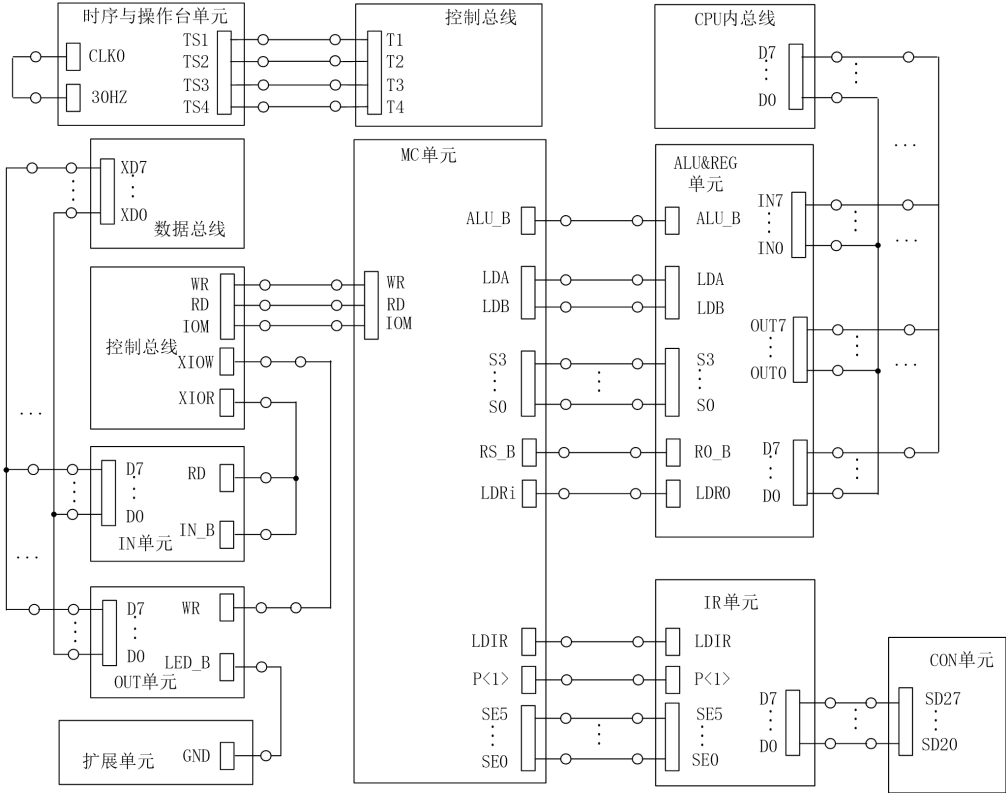 时序与操作台单元
CLK0
30HZ
TS1
TS2
TS3
TS4
控制总线
T1
T2
T3
T4
CPU内总线
D7
D0
XD7
XD0
数据总线
WR
RD
IOM
控制总线
XIOW
XIOR
D7
D0
RD
IN_B
IN单元
D7
D0
WR
LED_B
OUT单元
扩展单元
GND
MC单元
WR
RD
IOM
ALU_B
LDA
LDB
S3
S0
RS_B
LDRi
LDIR
P<1>
SE5
SE0
ALU&REG
单元
ALU_B
LDA
LDB
S3
S0
R0_B
LDR0
IN7
IN0
OUT7
OUT0
D7
D0
IR单元
LDIR
P<1>
SE5
SE0
D7
D0
CON单元
SD27
SD20